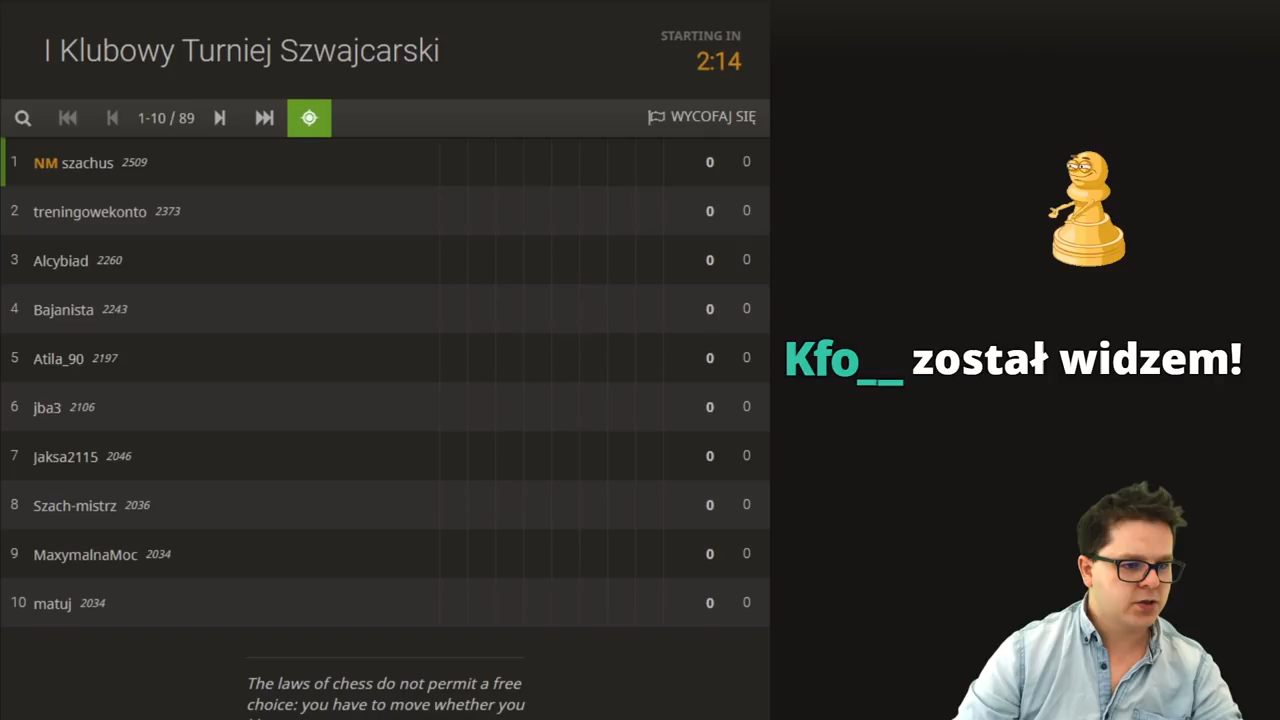 I Klubowy Turniej Szwajcarski
STARTING IN
2:14
1-10 / 89
WYCOFAJ SIĘ
1 NM szachus 2509 0 0
2 treningowekonto 2373 0 0
3 Alcybiad 2260 0 0
4 Bajanista 2243 0 0
5 Atila_90 2197 0 0
6 jba3 2106 0 0
7 Jaksa2115 2046 0 0
8 Szach-mistrz 2036 0 0
9 MaxymalnaMoc 2034 0 0
10 matuj 2034 0 0
The laws of chess do not permit a free
choice: you have to move whether you
Kfo__ został widzem!